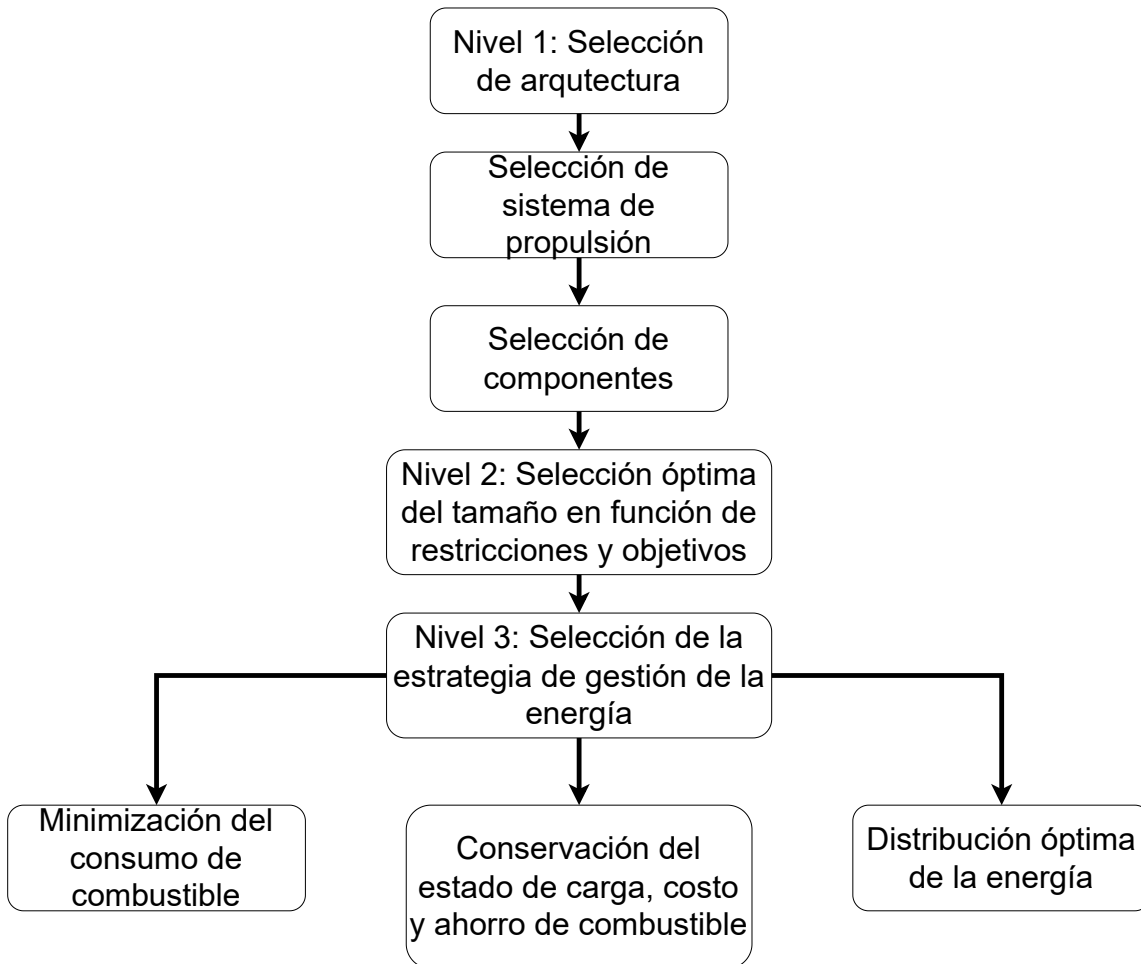 Nivel 1: Selección
de arqutectura
Selección de
sistema de
propulsión
Selección de
componentes
Nivel 2: Selección óptima
del tamaño en función de
restricciones y objetivos
Nivel 3: Selección de la
estrategia de gestión de la
energía
Minimización del
consumo de
combustible
Conservación del
estado de carga, costo
y ahorro de combustible
Distribución óptima
de la energía